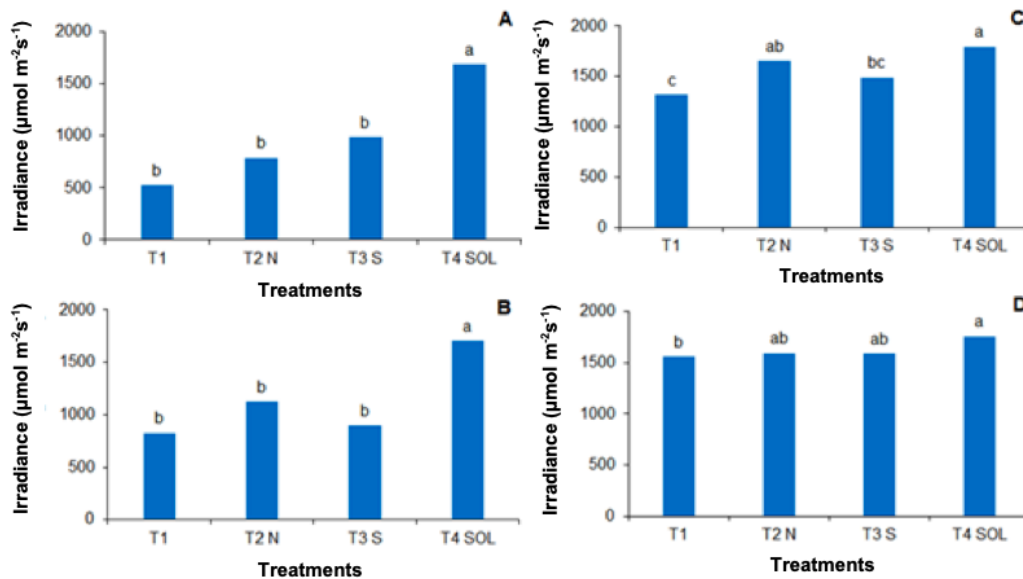 A
Irradiance (µmol m⁻²s⁻¹)
2000
1500
1000
500
0
b
b
b
a
T1
T2 N
T3 S
T4 SOL
Treatments
B
Irradiance (µmol m⁻²s⁻¹)
2000
1500
1000
500
0
b
b
b
a
T1
T2 N
T3 S
T4 SOL
Treatments
C
Irradiance (µmol m⁻²s⁻¹)
2000
1500
1000
500
0
c
ab
bc
a
T1
T2 N
T3 S
T4 SOL
Treatments
D
Irradiance (µmol m⁻²s⁻¹)
2000
1500
1000
500
0
b
ab
ab
a
T1
T2 N
T3 S
T4 SOL
Treatments